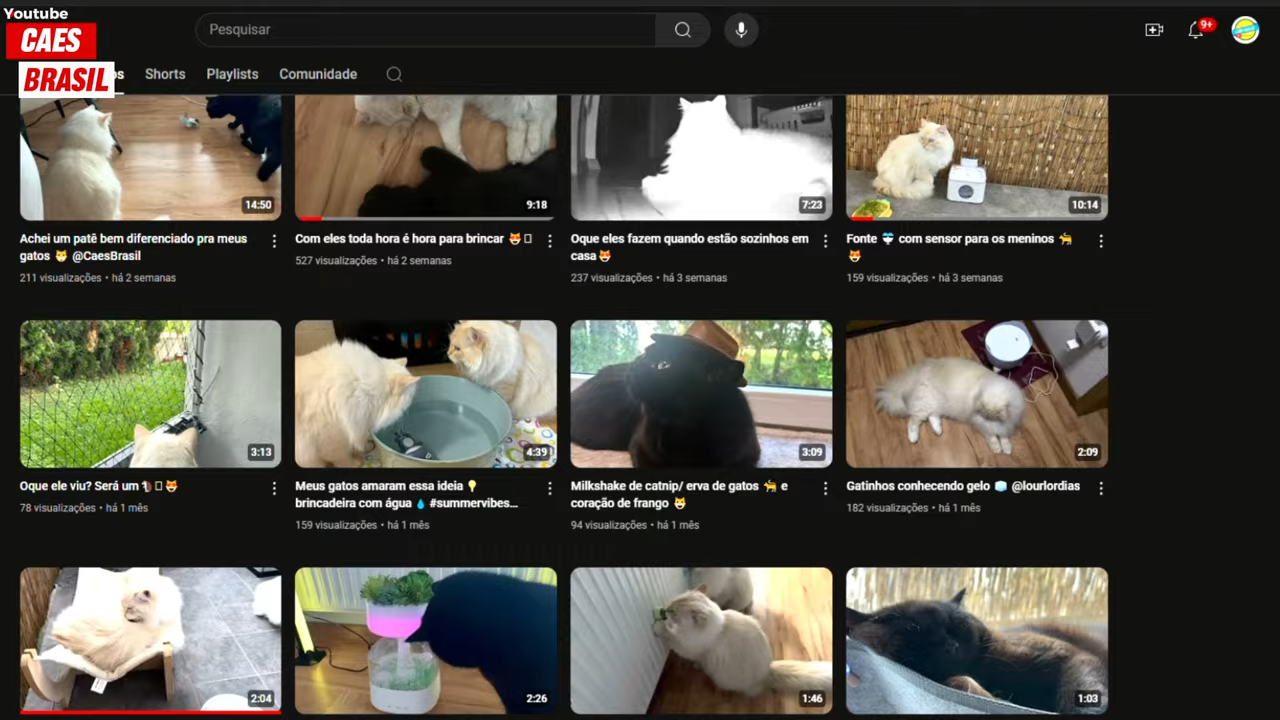 Youtube
CAES
BRASIL
Pesquisar
9+
Shorts
Playlists
Comunidade
14:50
9:18
7:23
10:14
Achei um patê bem diferenciado pra meus
gatos 🐱 @CaesBrasil
211 visualizações • há 2 semanas
Com eles toda hora é hora para brincar 😻
527 visualizações • há 2 semanas
Oque eles fazem quando estão sozinhos em
casa😻
237 visualizações • há 3 semanas
Fonte ⛲ com sensor para os meninos 🐈
😻
159 visualizações • há 3 semanas
3:13
4:39
3:09
2:09
Oque ele viu? Será um🐿️😻
78 visualizações • há 1 mês
Meus gatos amaram essa ideia 💡
brincadeira com água 💧 #summervibes...
159 visualizações • há 1 mês
Milkshake de catnip/ erva de gatos 🐈 e
coração de frango 😺
94 visualizações • há 1 mês
Gatinhos conhecendo gelo 🧊 @lourlordias
182 visualizações • há 1 mês
2:04
2:26
1:46
1:03